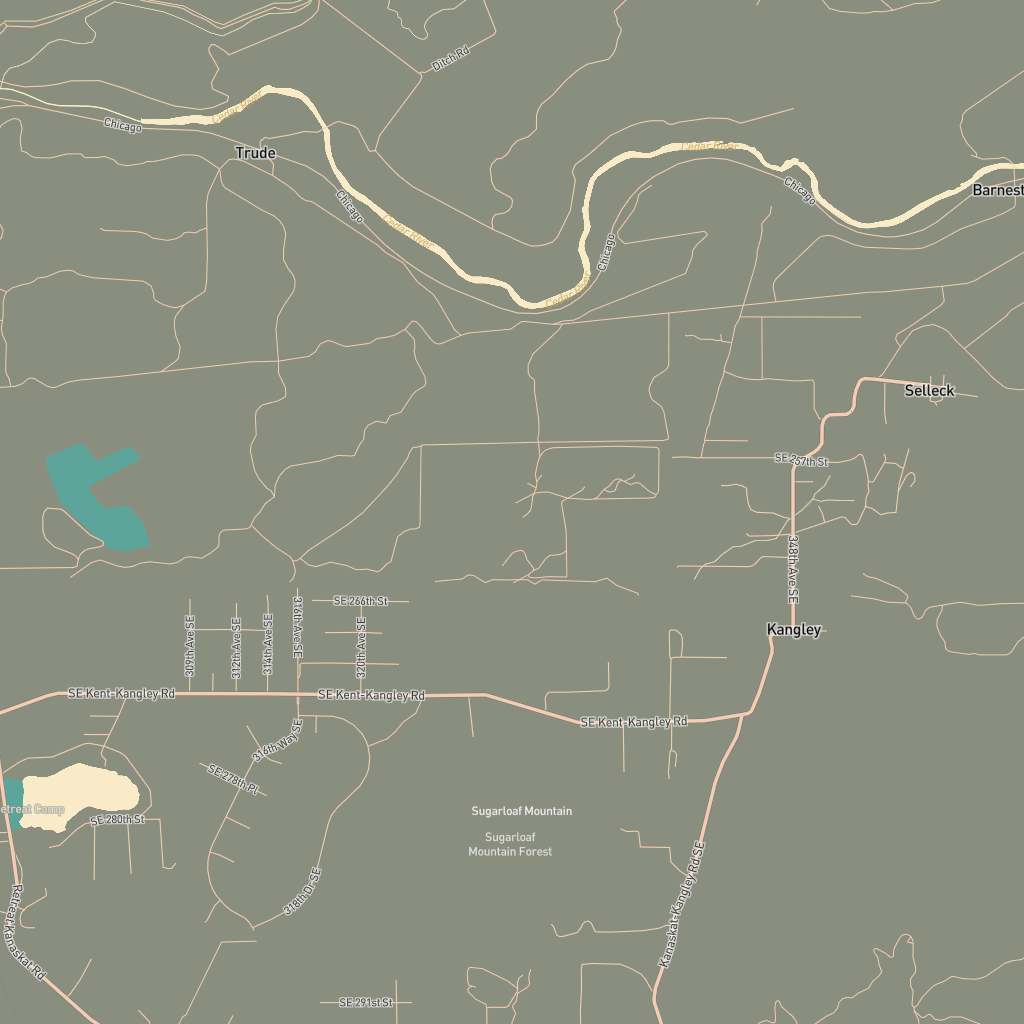 Ditch Rd
Cedar River
Chicago
Trude
Cedar River
Barnest
Chicago
Chicago
Cedar River
Chicago
Cedar River
Selleck
SE 257th St
348th Ave SE
SE 266th St
316th Ave SE
309th Ave SE
312th Ave SE
314th Ave SE
320th Ave SE
Kangley
SE Kent-Kangley Rd
SE Kent-Kangley Rd
SE Kent-Kangley Rd
316th Way SE
SE 278th Pl
etreat Camp
SE 280th St
Sugarloaf Mountain
Sugarloaf
Mountain Forest
318th Dr SE
Kanaskat-Kangley Rd SE
Retreat Kanaskat Rd
SE 291st St